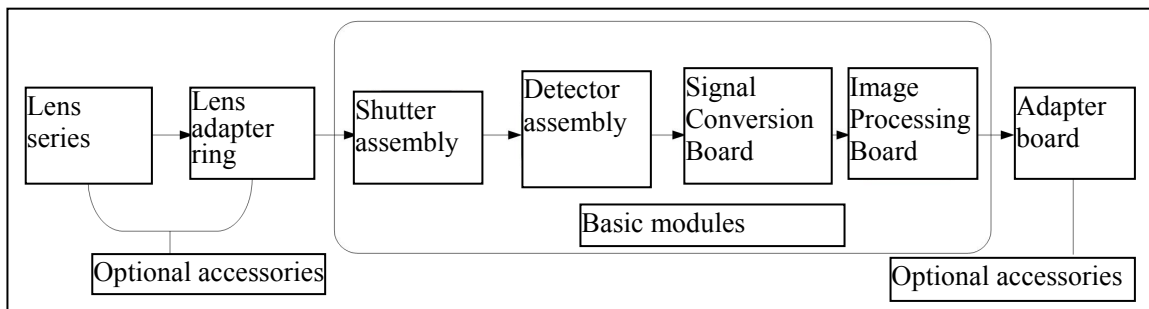 Lens
series
Lens
adapter
ring
Shutter
assembly
Detector
assembly
Signal
Conversion
Board
Image
Processing
Board
Adapter
board
Basic modules
Optional accessories
Optional accessories